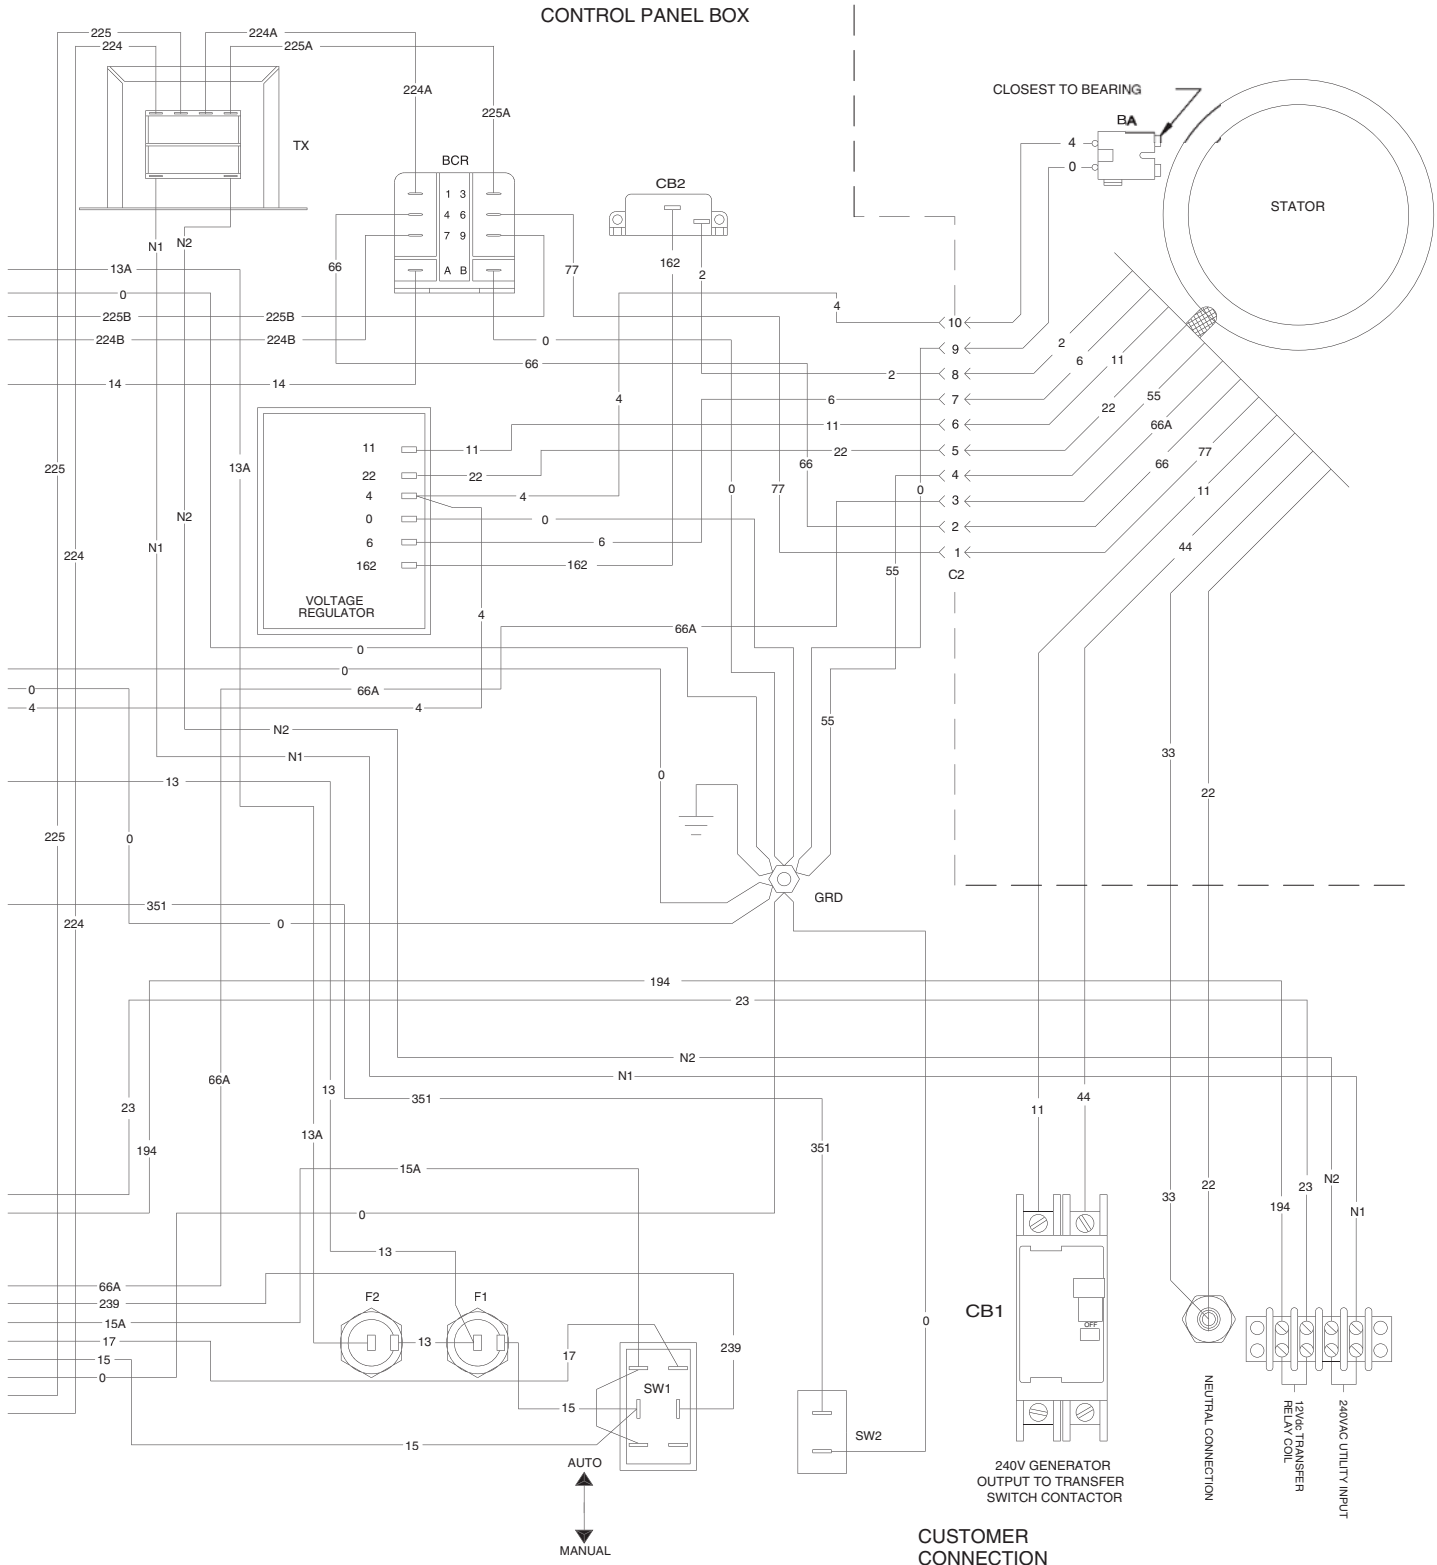 CONTROL PANEL BOX
225
224A
224
225A
CLOSEST TO BEARING
224A
225A
BA
4
TX
BCR
0
CB2
1 3
STATOR
4 6
7 9
N1
N2
66
A B
77
162
2
13A
0
4
225B
225B
10
224B
224B
0
9
2
6
11
66
2
8
14
14
4
6
7
55
22
11
6
66A
11
11
22
5
77
66
225
13A
22
22
66
4
0
77
0
11
4
4
3
N2
0
0
2
44
N1
6
6
1
224
162
162
55
C2
VOLTAGE
REGULATOR
4
66A
0
0
0
66A
4
4
55
N2
N1
33
13
0
22
225
0
GRD
351
224
0
194
23
N2
N1
66A
13
351
44
23
11
13A
194
351
15A
N2
22
23
33
194
N1
0
13
66A
239
F2
F1
CB1
15A
OFF
17
13
239
15
17
0
SW1
15
SW2
15
NEUTRAL CONNECTION
12Vdc TRANSFER
RELAY COIL
240VAC UTILITY INPUT
0
AUTO
240V GENERATOR
OUTPUT TO TRANSFER
SWITCH CONTACTOR
MANUAL
CUSTOMER
CONNECTION